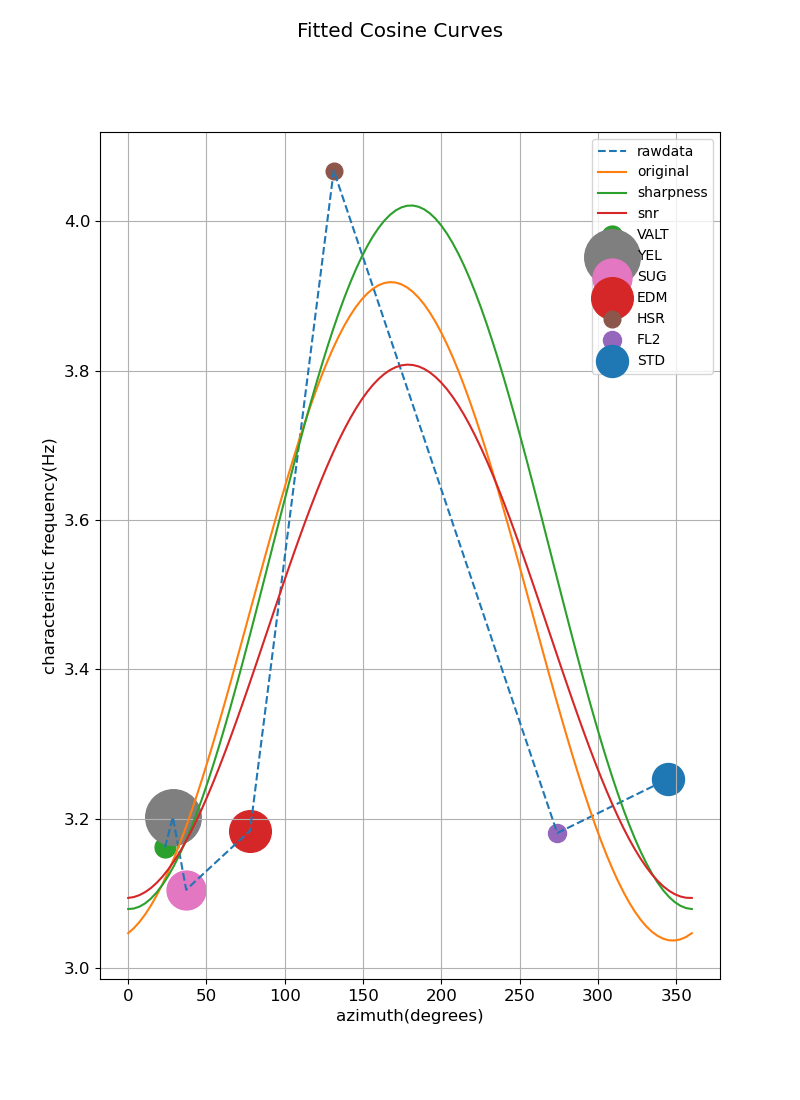 Fitted Cosine Curves
rawdata
original
sharpness
snr
VALT
YEL
SUG
EDM
HSR
FL2
STD
characteristic frequency(Hz)
4.0
3.8
3.6
3.4
3.2
3.0
0 50 100 150 200 250 300 350
azimuth(degrees)